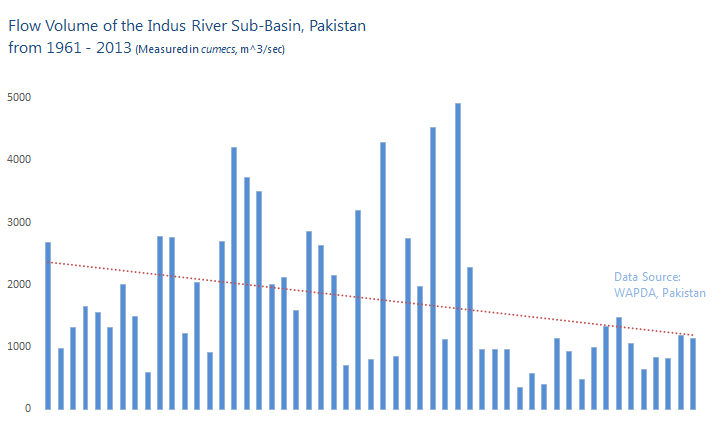 Flow Volume of the Indus River Sub-Basin, Pakistan
from 1961 - 2013 (Measured in cumecs, m^3/sec)
5000
4000
3000
2000
1000
0
Data Source:
WAPDA, Pakistan